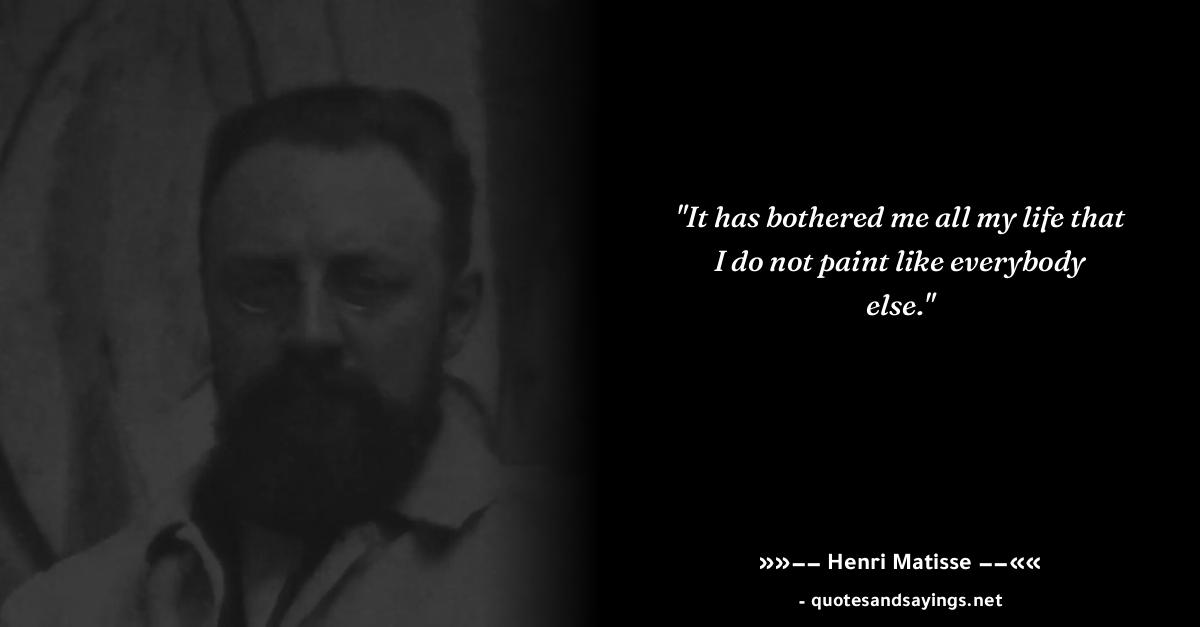 "It has bothered me all my life that
I do not paint like everybody
else."
»»−− Henri Matisse −−««
- quotesandsayings.net